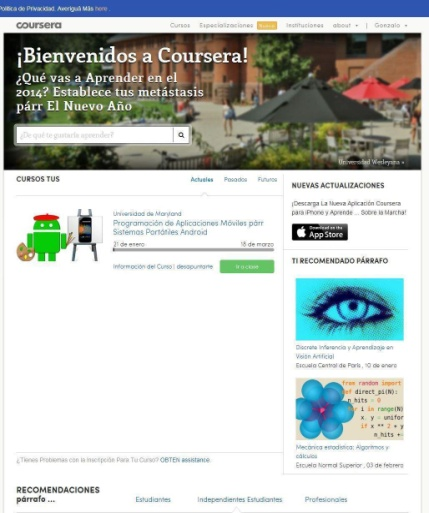 Política de Privacidad. Averiguá Más here .
coursera
Cursos Especializaciones Instituciones about | Gonzalo
¡Bienvenidos a Coursera!
¿Qué vas a Aprender en el
2014? Establece tus metástasis
párr El Nuevo Año
¿De qué te gustaría aprender?
Universidad Wesleyana »
CURSOS TUS
Actuales Pasados Futuros
Universidad de Maryland
Programación de Aplicaciones Móviles párr
Sistemas Portátiles Android
21 de enero 18 de marzo
Información del Curso | desapuntarte
¿Tienes Problemas con la Inscripción Para Tu Curso? OBTEN assistance.
RECOMENDACIONES
párrafo ...
Estudiantes Independientes Estudiantes Profesionales
NUEVAS ACTUALIZACIONES
¡Descarga La Nueva Aplicación Coursera
para iPhone y Aprende ... Sobre la Marcha!
Download on the
App Store
TI RECOMENDADO PÁRRAFO
Discrete Inferencia y Aprendizaje en
Visión Artificial
Escuela Central de París , 10 de enero
from random import
def direct_pi(N):
n_hits = 0
for i in range(N)
x, y = unifor
if x ** 2 + y
n_hits +
Mecánica estadística: Algoritmos y
cálculos
Escuela Normal Superior , 03 de febrero